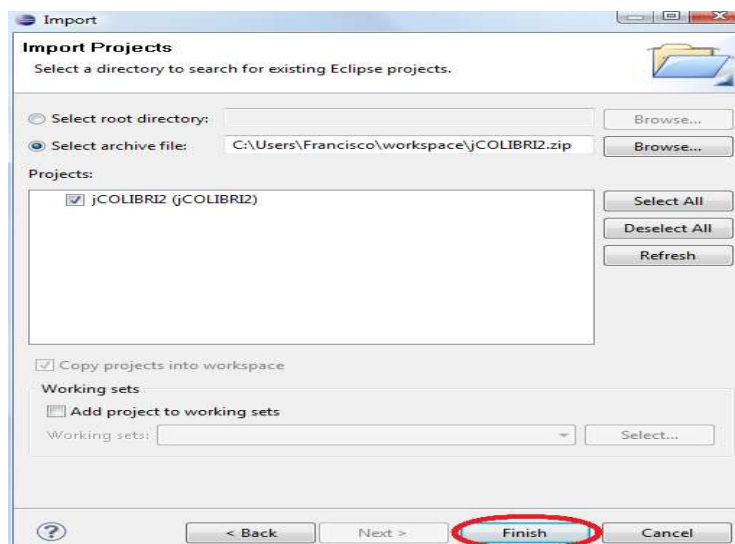 Import
Import Projects
Select a directory to search for existing Eclipse projects.
Select root directory:
Browse...
Select archive file:
C:\Users\Francisco\workspace\jCOLIBRI2.zip
Browse...
Projects:
jCOLIBRI2 (jCOLIBRI2)
Select All
Deselect All
Refresh
Copy projects into workspace
Working sets
Add project to working sets
Working sets:
Select...
?
< Back
Next >
Finish
Cancel